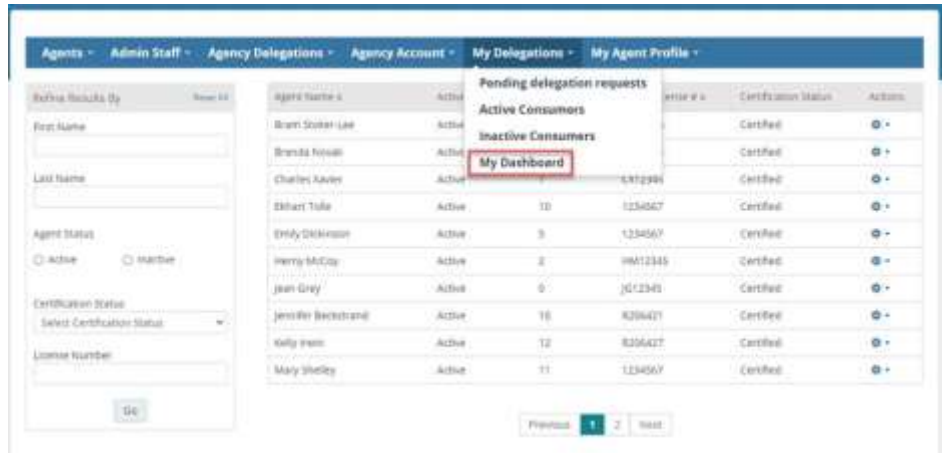 Agents Admin Staff Agency Delegations Agency Account My Delegations My Agent Profile
Pending delegation requests
Active Consumers
Inactive Consumers
My Dashboard
Refine Results By Reset All
First Name
Last Name
Agent Status
Active Inactive
Certification Status
Select Certification Status
License Number
Go
Agent Name Certification Status Actions
Bram Stoker-Lee Certified
Brenda Novak Certified
Charles Xavier Active Certified
Ekhart Tolle Active 10 1234567 Certified
Emily Dickinson Active 5 1234567 Certified
Henry McCoy Active 2 HM12345 Certified
Jean Grey Active 0 JG12345 Certified
Jennifer Beckstrand Active 16 Certified
Kelly Irwin Active 12 Certified
Mary Shelley Active 11 1234567 Certified
Previous 1 2 Next